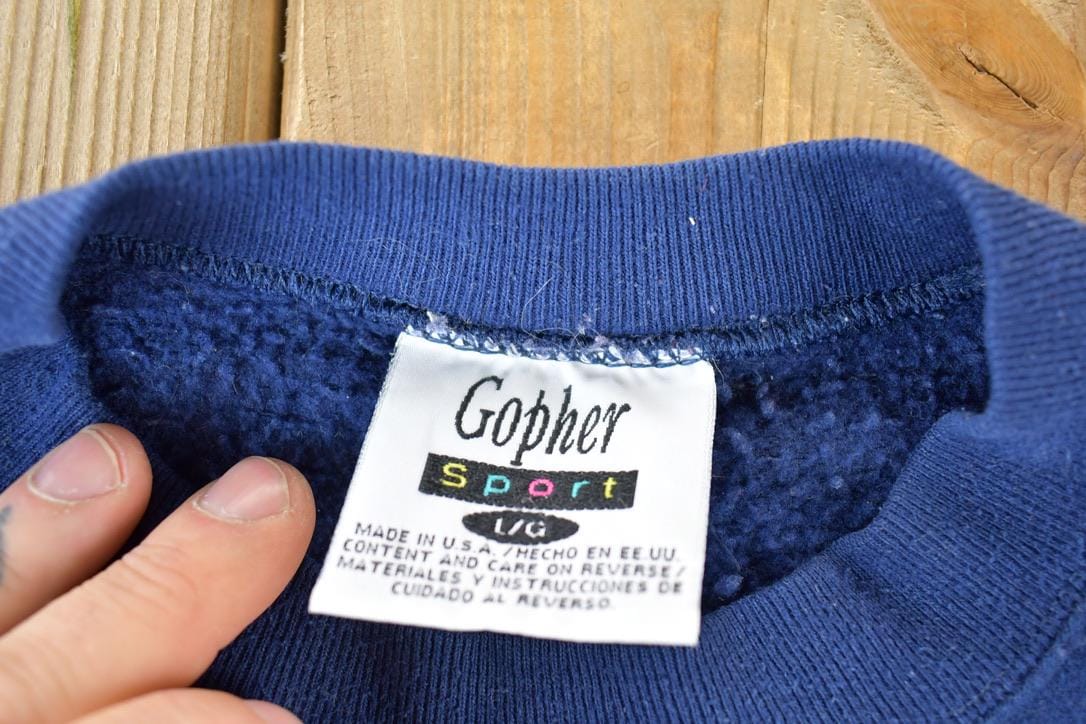 Gopher
Sport
L/G
MADE IN U.S.A. / HECHO EN EE.UU.
CONTENT AND CARE ON REVERSE /
MATERIALES Y INSTRUCCIONES DE
CUIDADO AL REVERSO.